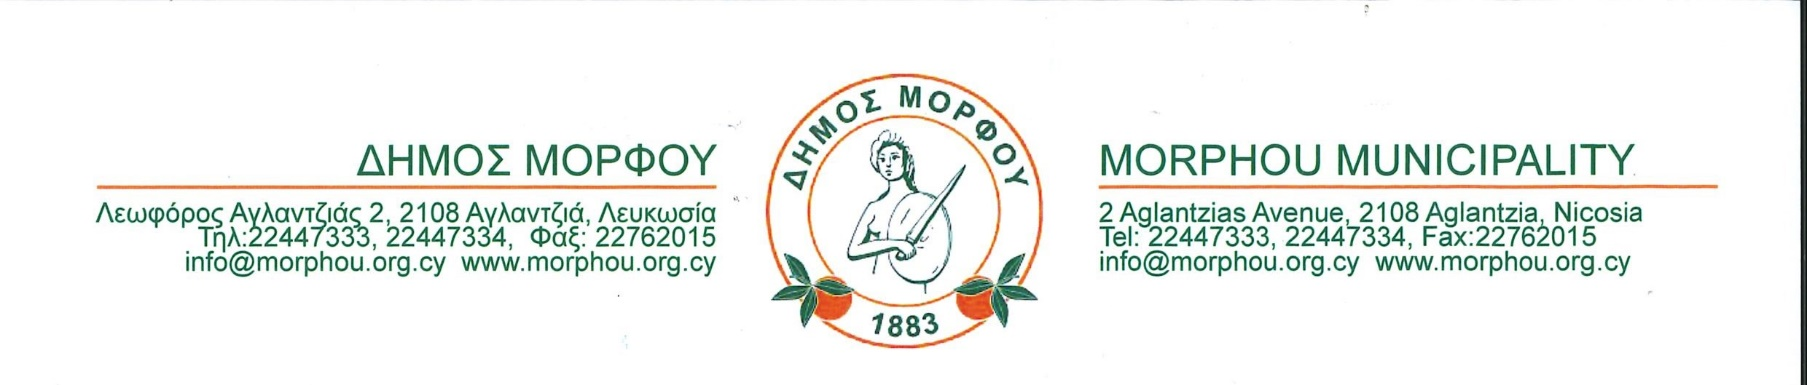 ΔΗΜΟΣ ΜΟΡΦΟΥ
Λεωφόρος Αγλαντζιάς 2, 2108 Αγλαντζιά, Λευκωσία
Τηλ:22447333, 22447334, Φαξ: 22762015
info@morphou.org.cy www.morphou.org.cy
ΔΗΜΟΣ ΜΟΡΦΟΥ
1883
MORPHOU MUNICIPALITY
2 Aglantzias Avenue, 2108 Aglantzia, Nicosia
Tel: 22447333, 22447334, Fax:22762015
info@morphou.org.cy www.morphou.org.cy